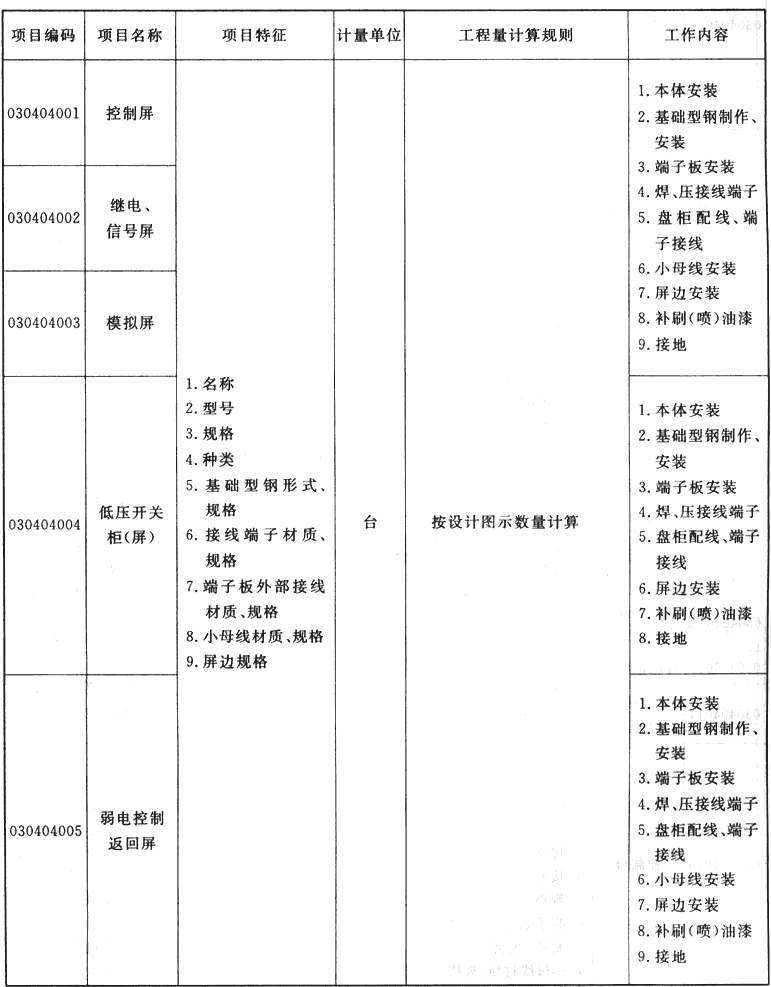 项目编码 项目名称 项目特征 计量单位 工程量计算规则 工作内容
030404001 控制屏
030404002 继电、
信号屏
030404003 模拟屏
1.本体安装
2.基础型钢制作、
安装
3.端子板安装
4.焊、压接线端子
5.盘柜配线、端
子接线
6.小母线安装
7.屏边安装
8.补刷(喷)油漆
9.接地
030404004 低压开关
柜(屏)
1.名称
2.型号
3.规格
4.种类
5.基础型钢形式、
规格
6.接线端子材质、
规格
7.端子板外部接线
材质、规格
8.小母线材质、规格
9.屏边规格
台
按设计图示数量计算
1.本体安装
2.基础型钢制作、
安装
3.端子板安装
4.焊、压接线端子
5.盘柜配线、端子
接线
6.屏边安装
7.补刷(喷)油漆
8.接地
030404005 弱电控制
返回屏
1.本体安装
2.基础型钢制作、
安装
3.端子板安装
4.焊、压接线端子
5.盘柜配线、端子
接线
6.小母线安装
7.屏边安装
8.补刷(喷)油漆
9.接地